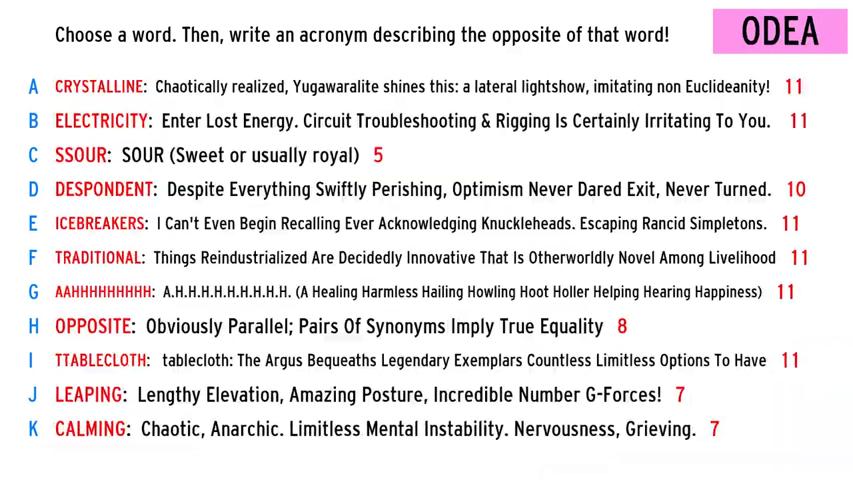 Choose a word. Then, write an acronym describing the opposite of that word!
ODEA
A CRYSTALLINE: Chaotically realized, Yugawaralite shines this: a lateral lightshow, imitating non Euclideanity! 11
B ELECTRICITY: Enter Lost Energy. Circuit Troubleshooting & Rigging Is Certainly Irritating To You. 11
C SSOUR: SOUR (Sweet or usually royal) 5
D DESPONDENT: Despite Everything Swiftly Perishing, Optimism Never Dared Exit, Never Turned. 10
E ICEBREAKERS: I Can't Even Begin Recalling Ever Acknowledging Knuckleheads. Escaping Rancid Simpletons. 11
F TRADITIONAL: Things Reindustrialized Are Decidedly Innovative That Is Otherworldly Novel Among Livelihood 11
G AAHHHHHHHHH: A.H.H.H.H.H.H.H.H.H. (A Healing Harmless Hailing Howling Hoot Holler Helping Hearing Happiness) 11
H OPPOSITE: Obviously Parallel; Pairs Of Synonyms Imply True Equality 8
I TTABLECLOTH: tablecloth: The Argus Bequeaths Legendary Exemplars Countless Limitless Options To Have 11
J LEAPING: Lengthy Elevation, Amazing Posture, Incredible Number G-Forces! 7
K CALMING: Chaotic, Anarchic. Limitless Mental Instability. Nervousness, Grieving. 7